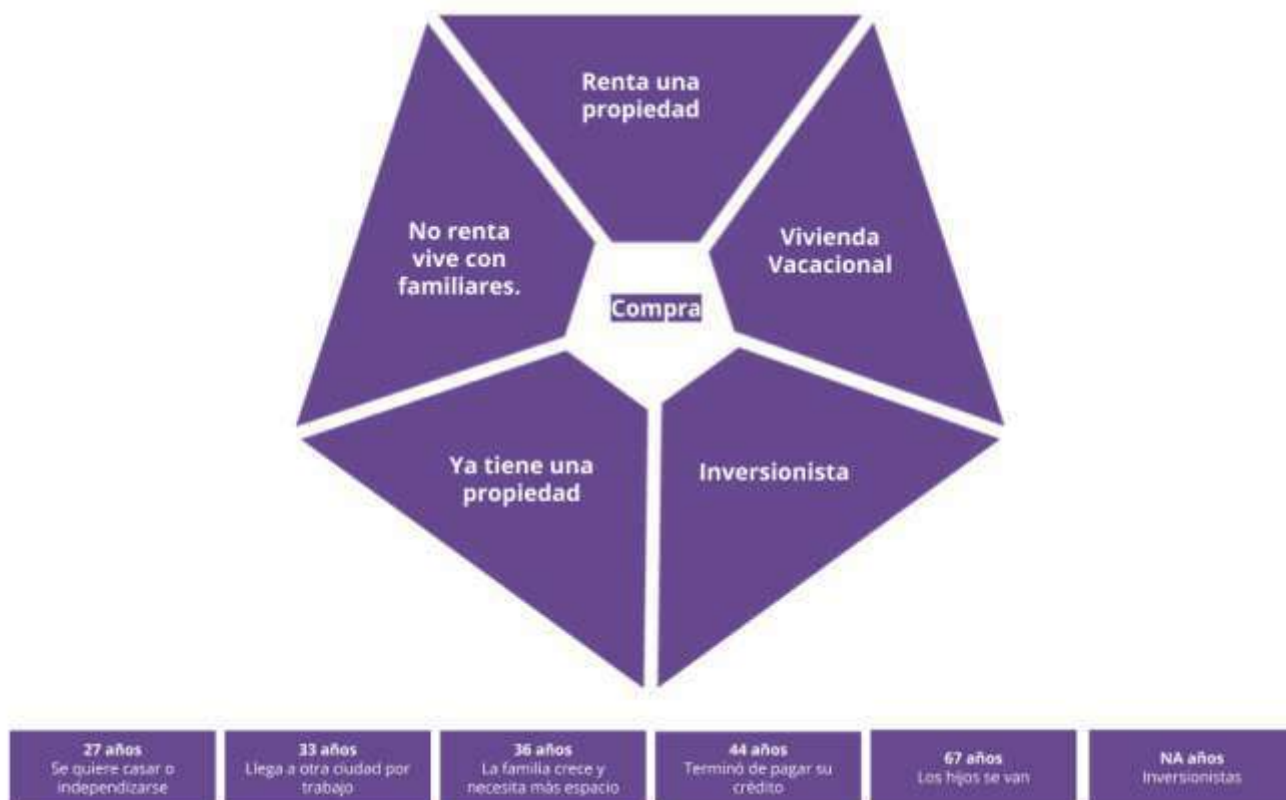 Renta una
propiedad
No renta
vive con
familiares.
Vivienda
Vacacional
Compra
Ya tiene una
propiedad
Inversionista
27 años
Se quiere casar o
independizarse
33 años
Llega a otra ciudad por
trabajo
36 años
La familia crece y
necesita más espacio
44 años
Terminó de pagar su
crédito
67 años
Los hijos se van
NA años
Inversionistas